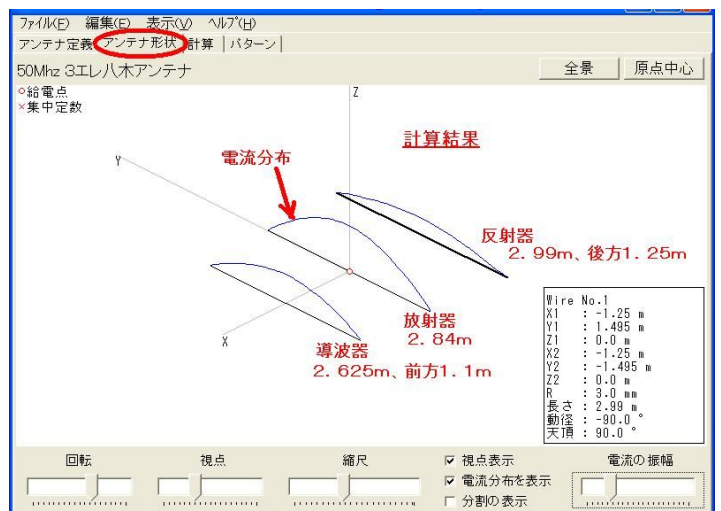 ファイル(F) 編集(E) 表示(V) ヘルプ(H)
アンテナ定義 アンテナ形状 計算 パターン
50Mhz 3エレ八木アンテナ
全景 原点中心
○給電点
×集中定数
Z
計算結果
電流分布
Y
反射器
2．99m、後方1．25m
放射器
2．84m
X
導波器
2．625m、前方1．1m
Wire No.1
X1 : -1.25 m
Y1 : 1.495 m
Z1 : 0.0 m
X2 : -1.25 m
Y2 : -1.495 m
Z2 : 0.0 m
R : 3.0 mm
長さ : 2.99 m
動径 : -90.0 °
天頂 : 90.0 °
回転 視点 縮尺 視点表示 電流の振幅
電流分布を表示
分割の表示